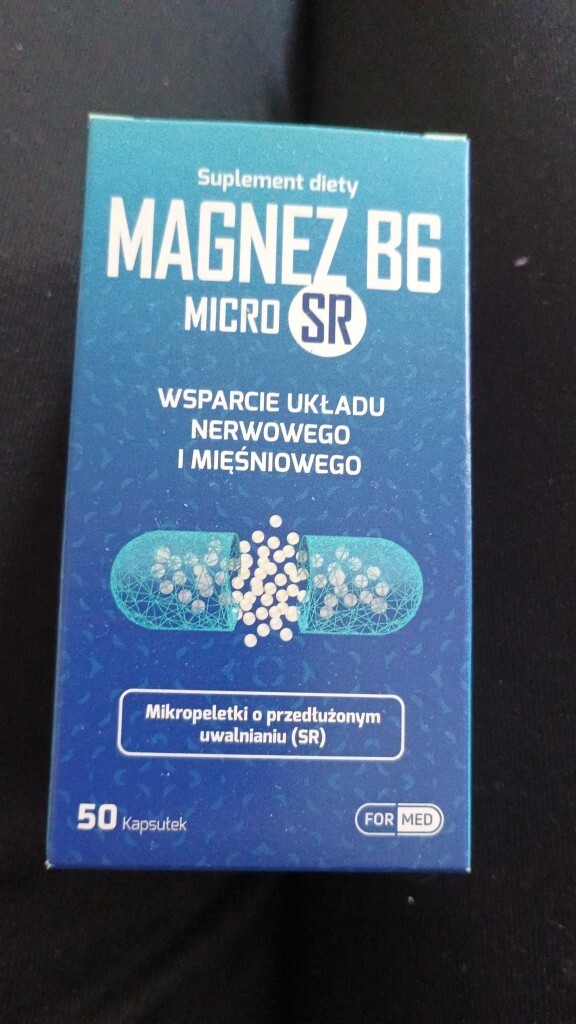 Suplement diety
MAGNEZ B6
MICRO SR
WSPARCIE UKŁADU
NERWOWEGO
I MIĘŚNIOWEGO
Mikropeletki o przedłużonym
uwalnianiu (SR)
50 Kapsułek
FOR MED